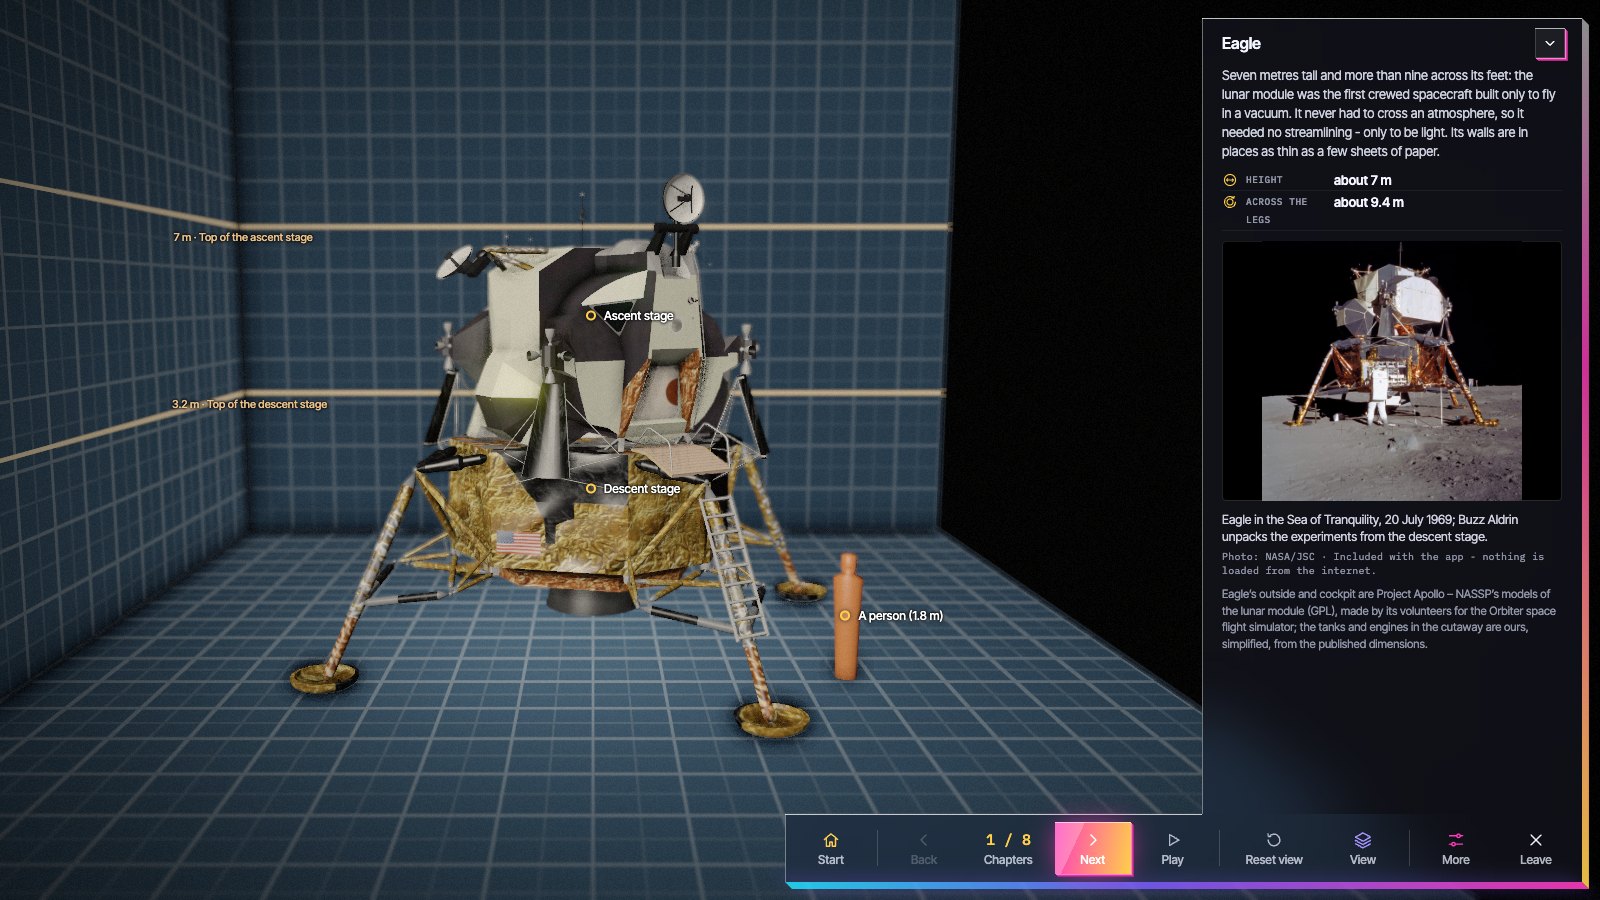 Eagle
Seven metres tall and more than nine across its feet: the
lunar module was the first crewed spacecraft built only to fly
in a vacuum. It never had to cross an atmosphere, so it
needed no streamlining - only to be light. Its walls are in
places as thin as a few sheets of paper.
HEIGHT about 7 m
ACROSS THE LEGS about 9.4 m
Eagle in the Sea of Tranquility, 20 July 1969; Buzz Aldrin
unpacks the experiments from the descent stage.
Photo: NASA/JSC · Included with the app - nothing is
loaded from the internet.
Eagle's outside and cockpit are Project Apollo – NASSP's models of
the lunar module (GPL), made by its volunteers for the Orbiter space
flight simulator; the tanks and engines in the cutaway are ours,
simplified, from the published dimensions.
7 m · Top of the ascent stage
Ascent stage
3.2 m · Top of the descent stage
Descent stage
A person (1.8 m)
Start
Back
1 / 8
Chapters
Next
Play
Reset view
View
More
Leave